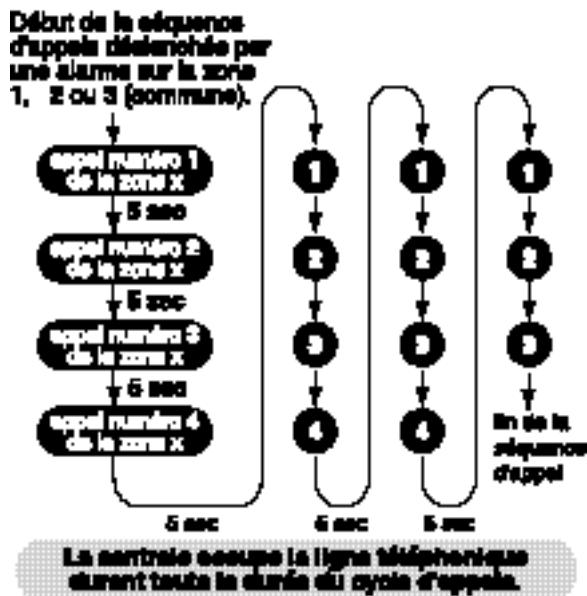 Début de la séquence
d'appels déclenchée par
une alarme sur la zone
1, 2 ou 3 (commune).
appel numéro 1
de la zone x
5 sec
appel numéro 2
de la zone x
5 sec
appel numéro 3
de la zone x
5 sec
appel numéro 4
de la zone x
5 sec
1
2
3
4
5 sec
1
2
3
4
5 sec
1
2
3
fin de la
séquence
d'appel
La centrale occupe la ligne téléphonique
durant toute la durée du cycle d'appels.